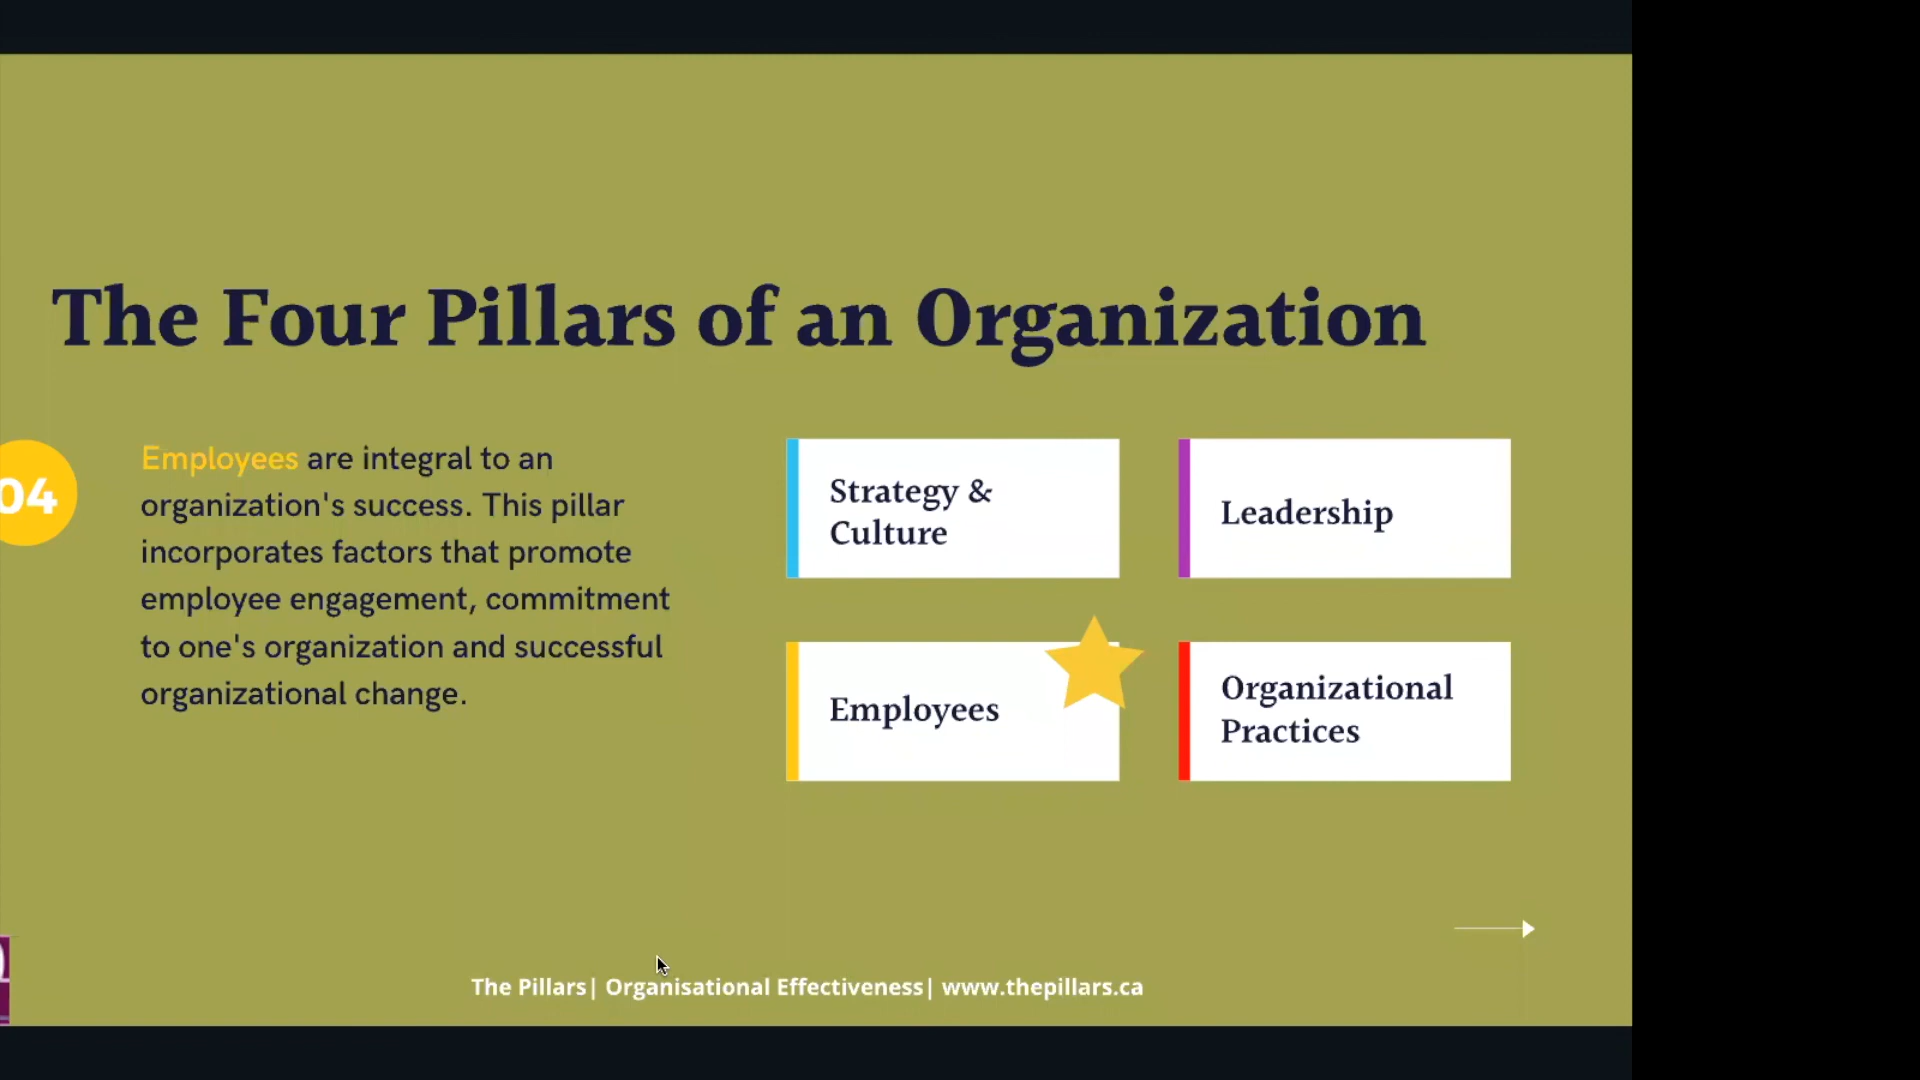 The Four Pillars of an Organization
04
Employees are integral to an
organization's success. This pillar
incorporates factors that promote
employee engagement, commitment
to one's organization and successful
organizational change.
Strategy &
Culture
Leadership
Employees
Organizational
Practices
The Pillars| Organisational Effectiveness| www.thepillars.ca